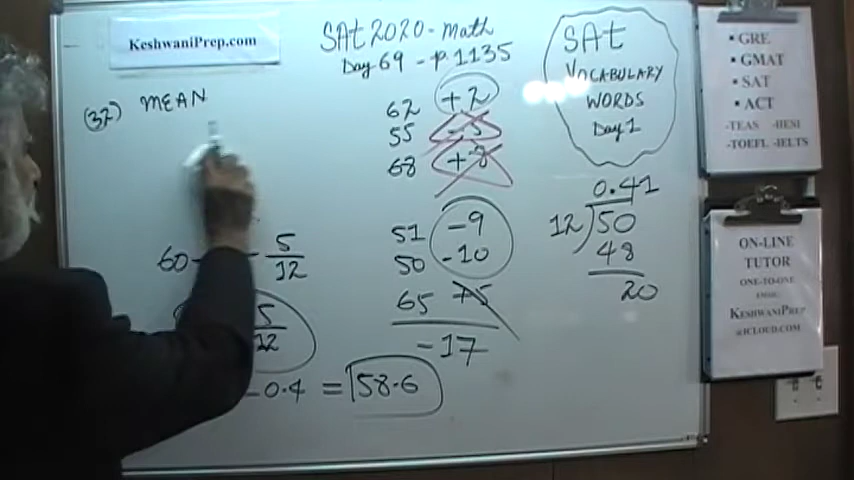 KeshwaniPrep.com
SAt 2020 - math
Day 69 - P 1135
(32) MEAN
60 - 5/12
5/12
- 0.4 = 58.6
62 +2
55 -5
68 +8
51 -9
50 -10
65 +5
-17
SAt
VOCABULARY
WORDS
Day 1
0.41
12)50
48
20
▪ GRE
▪ GMAT
▪ SAT
▪ ACT
-TEAS -HESI
-TOEFL -IELTS
ON-LINE
TUTOR
ONE-TO-ONE
KESHWANIPREP
@ICLOUD.COM